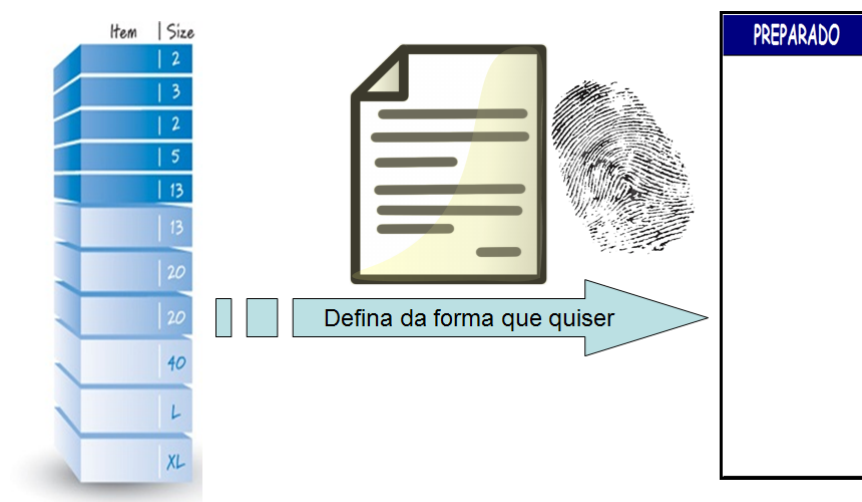 Item | Size
2
3
2
5
13
13
20
20
40
L
XL
Defina da forma que quiser
PREPARADO